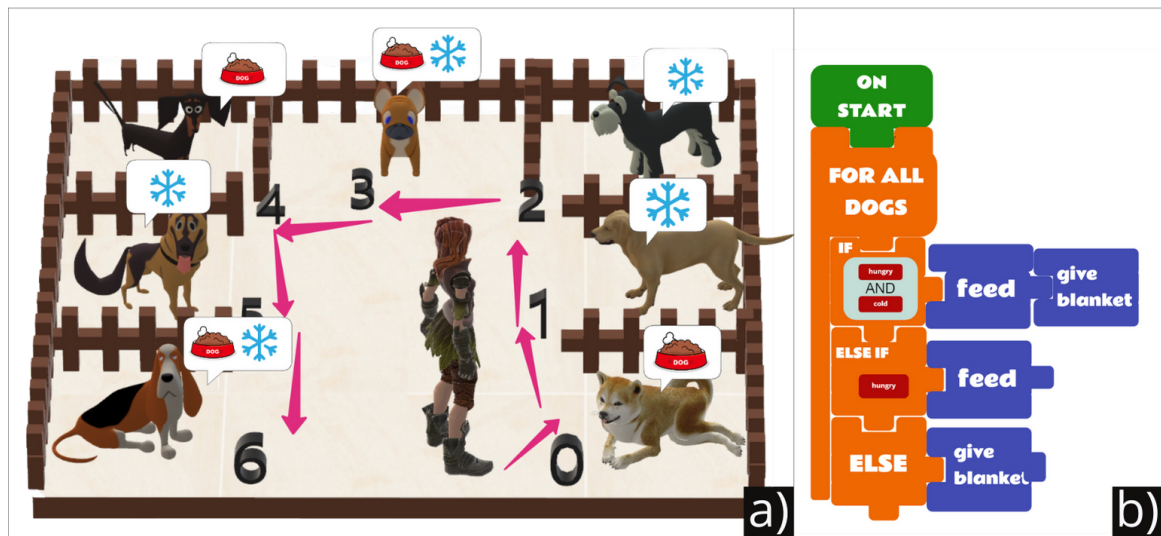 DOG
DOG
3
4
2
5
DOG
1
DOG
6
0
a)
ON
START
FOR ALL
DOGS
IF
hungry
AND
cold
feed
give
blanket
ELSE IF
hungry
feed
ELSE
give
blanket
b)